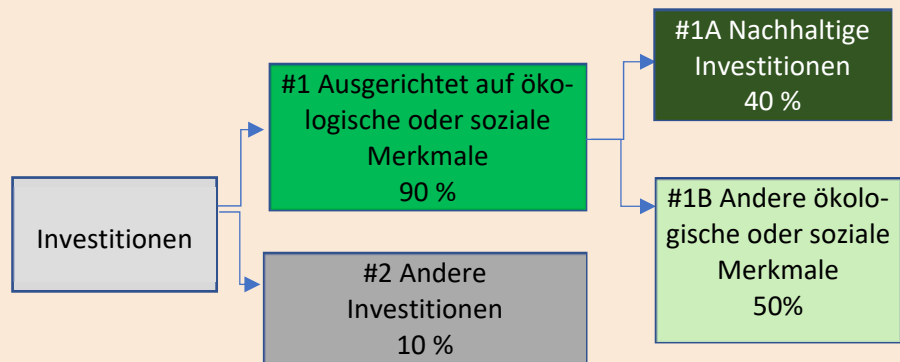 Investitionen
#1 Ausgerichtet auf öko-
logische oder soziale
Merkmale
90 %
#2 Andere
Investitionen
10 %
#1A Nachhaltige
Investitionen
40 %
#1B Andere ökolo-
gische oder soziale
Merkmale
50%